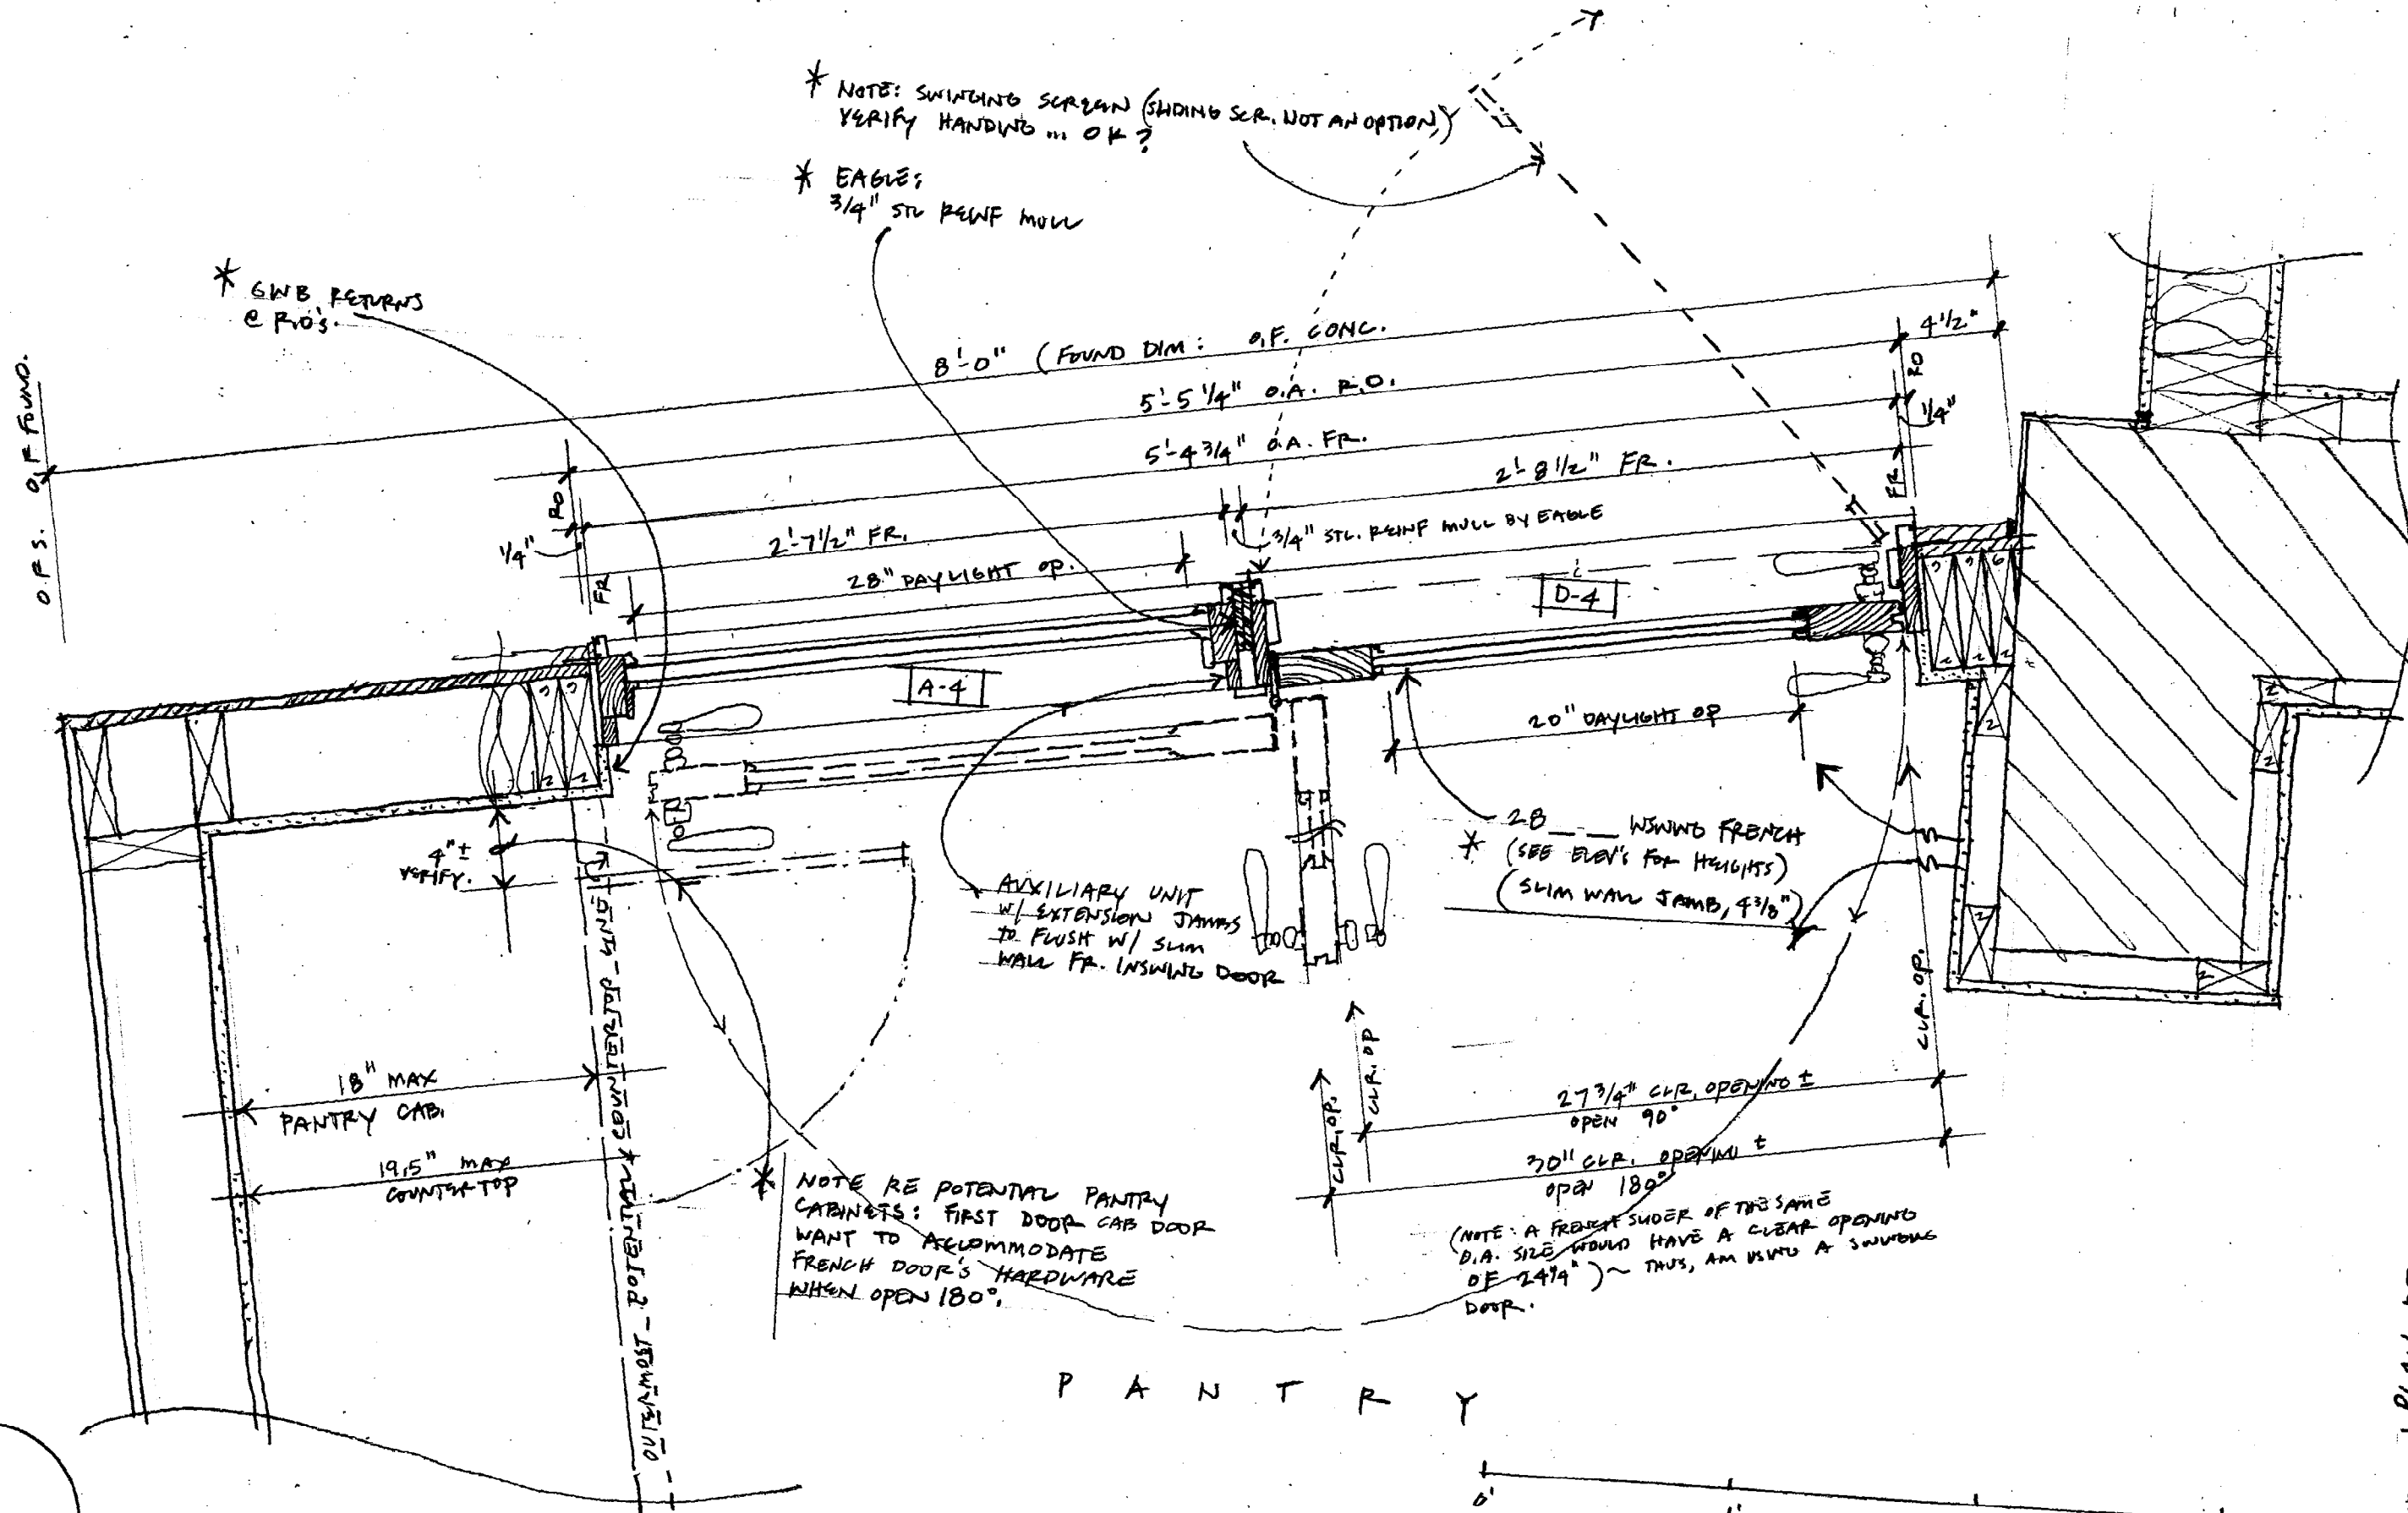 * NOTE: SWINGING SCREEN (SLIDING SCR. NOT AN OPTION)
VERIFY HANDING ... OK?
* EAGLE:
3/4" STL REINF MULL
* GWB RETURNS
@ R.O.'s.
O.F.S. O.F. FOUND.
8'-0" (FOUND DIM: O.F. CONC.
4 1/2"
5'-5 1/4" O.A. R.O.
RO
1/4"
5'-4 3/4" O.A. FR.
2'-8 1/2" FR.
FR
RO
1/4"
2'-7 1/2" FR.
3/4" STL. REINF MULL BY EAGLE
28" DAYLIGHT OP.
FR
D-4
A-4
20" DAYLIGHT OP
4"±
VERIFY.
AUXILIARY UNIT
W/ EXTENSION JAMBS
TO FLUSH W/ SLIM
WALL FR. INSWING DOOR
* 28 __ __ INSWING FRENCH
(SEE ELEV'S FOR HEIGHTS)
(SLIM WALL JAMB, 4 3/8")
CLR. OP.
CLR. OP
CLR. OP.
18" MAX
PANTRY CAB.
19.5" MAX
COUNTERTOP
OUTERMOST - POTENTIAL COUNTERTOP - LINE
27 3/4" CLR. OPENING ±
OPEN 90°
30" CLR. OPENING ±
OPEN 180°
* NOTE RE POTENTIAL PANTRY
CABINETS: FIRST DOOR CAB DOOR
WANT TO ACCOMMODATE
FRENCH DOOR'S HARDWARE
WHEN OPEN 180°.
(NOTE: A FRENCH SLIDER OF THE SAME
O.A. SIZE WOULD HAVE A CLEAR OPENING
OF 24 1/4") ~ THUS, AM USING A SWINGING
DOOR.
PANTRY
0'
1'